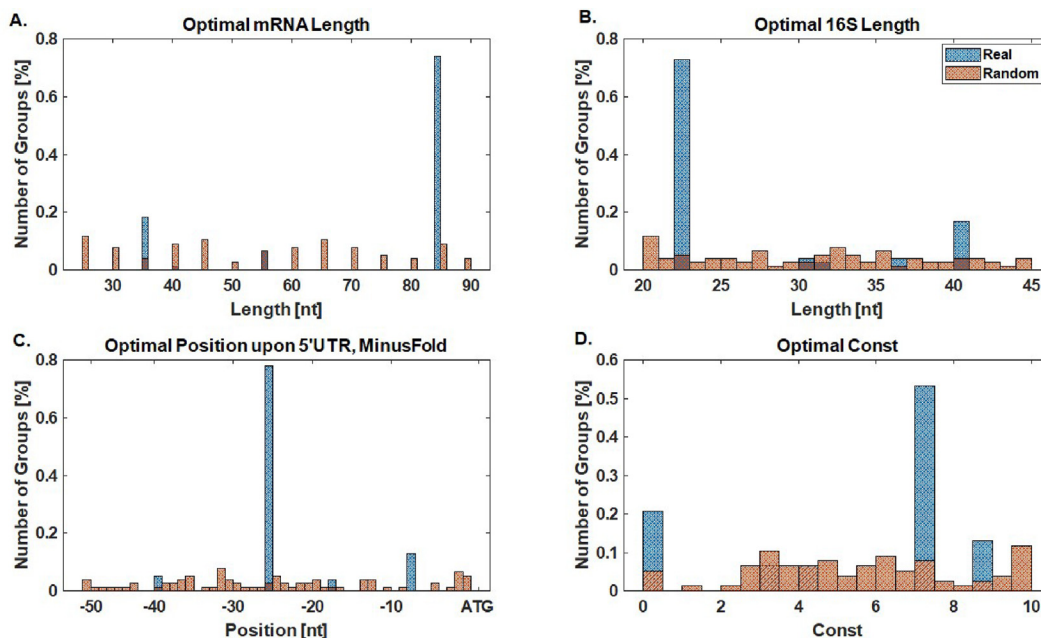 A.
Optimal mRNA Length
Number of Groups [%]
0.8
0.6
0.4
0.2
0
30 40 50 60 70 80 90
Length [nt]
B.
Optimal 16S Length
Real
Random
Number of Groups [%]
0.8
0.6
0.4
0.2
0
20 25 30 35 40 45
Length [nt]
C.
Optimal Position upon 5'UTR, MinusFold
Number of Groups [%]
0.8
0.6
0.4
0.2
0
-50 -40 -30 -20 -10 ATG
Position [nt]
D.
Optimal Const
Number of Groups [%]
0.6
0.5
0.4
0.3
0.2
0.1
0
0 2 4 6 8 10
Const